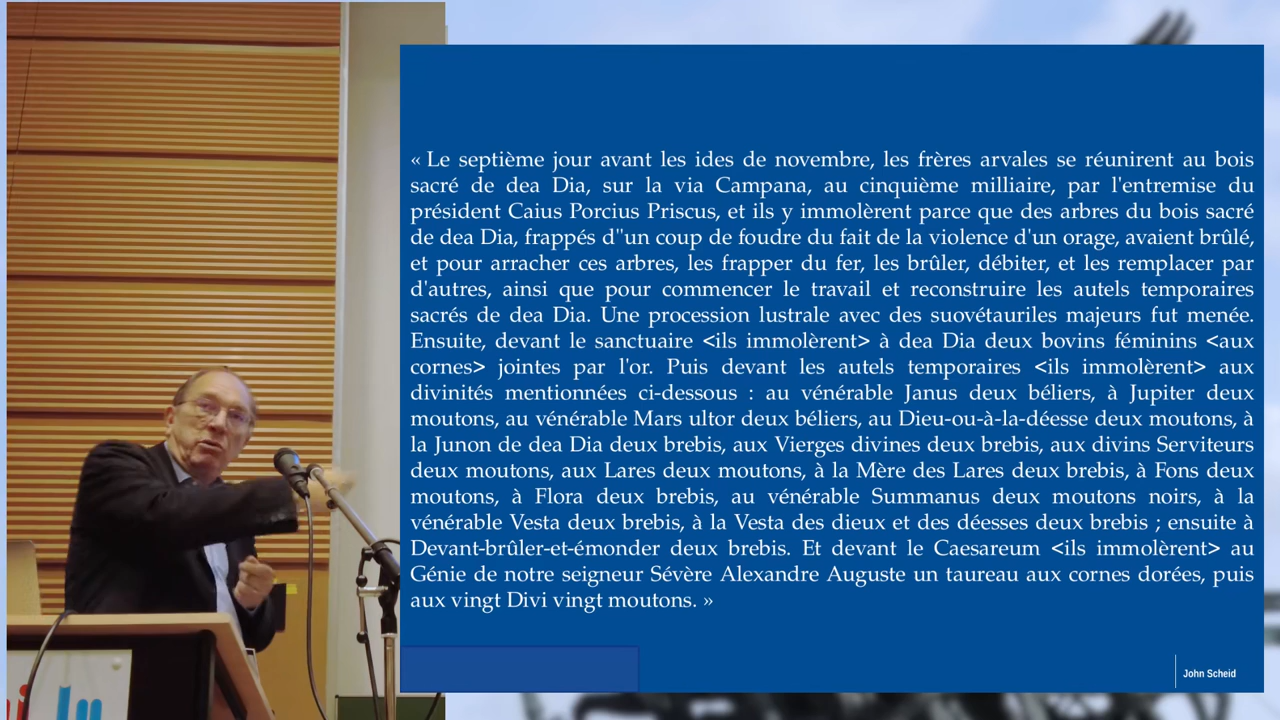 « Le septième jour avant les ides de novembre, les frères arvales se réunirent au bois
sacré de dea Dia, sur la via Campana, au cinquième milliaire, par l'entremise du
président Caius Porcius Priscus, et ils y immolèrent parce que des arbres du bois sacré
de dea Dia, frappés d''un coup de foudre du fait de la violence d'un orage, avaient brûlé,
et pour arracher ces arbres, les frapper du fer, les brûler, débiter, et les remplacer par
d'autres, ainsi que pour commencer le travail et reconstruire les autels temporaires
sacrés de dea Dia. Une procession lustrale avec des suovétauriles majeurs fut menée.
Ensuite, devant le sanctuaire <ils immolèrent> à dea Dia deux bovins féminins <aux
cornes> jointes par l'or. Puis devant les autels temporaires <ils immolèrent> aux
divinités mentionnées ci-dessous : au vénérable Janus deux béliers, à Jupiter deux
moutons, au vénérable Mars ultor deux béliers, au Dieu-ou-à-la-déesse deux moutons, à
la Junon de dea Dia deux brebis, aux Vierges divines deux brebis, aux divins Serviteurs
deux moutons, aux Lares deux moutons, à la Mère des Lares deux brebis, à Fons deux
moutons, à Flora deux brebis, au vénérable Summanus deux moutons noirs, à la
vénérable Vesta deux brebis, à la Vesta des dieux et des déesses deux brebis ; ensuite à
Devant-brûler-et-émonder deux brebis. Et devant le Caesareum <ils immolèrent> au
Génie de notre seigneur Sévère Alexandre Auguste un taureau aux cornes dorées, puis
aux vingt Divi vingt moutons. »
John Scheid